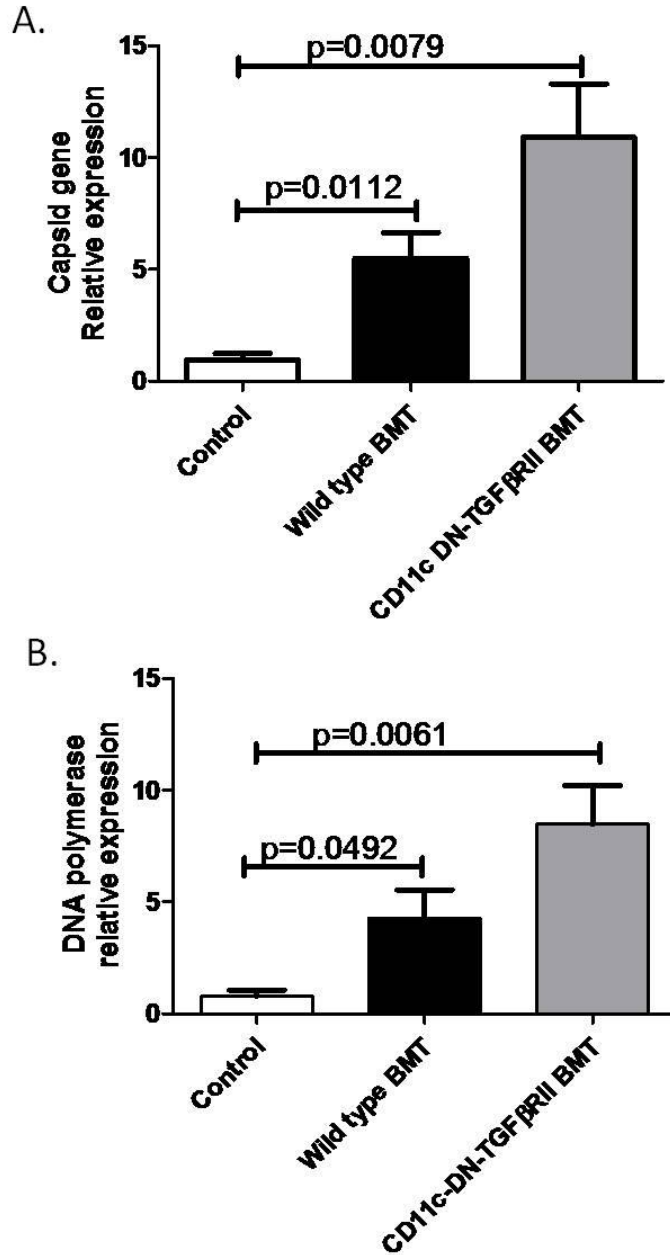 A.
15
p=0.0079
10
p=0.0112
5
0
Capsid gene
Relative expression
Control
Wild type BMT
CD11c DN-TGFβRII BMT
B.
15
p=0.0061
10
p=0.0492
5
0
DNA polymerase
relative expression
Control
Wild type BMT
CD11c-DN-TGFβRII BMT